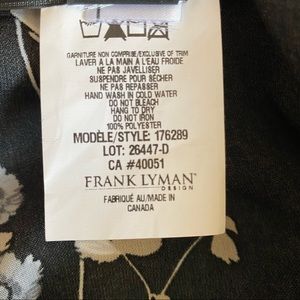 GARNITURE NON COMPRISE/EXCLUSIVE OF TRIM
LAVER A LA MAIN À L'EAU FROIDE
NE PAS JAVELLISER
SUSPENDRE POUR SÉCHER
NE PAS REPASSER
HAND WASH IN COLD WATER
DO NOT BLEACH
HANG TO DRY
DO NOT IRON
100% POLYESTER
MODÈLE/STYLE: 176289
LOT: 26447-D
CA #40051
FRANK LYMAN
DESIGN
FABRIQUÉ AU/MADE IN
CANADA